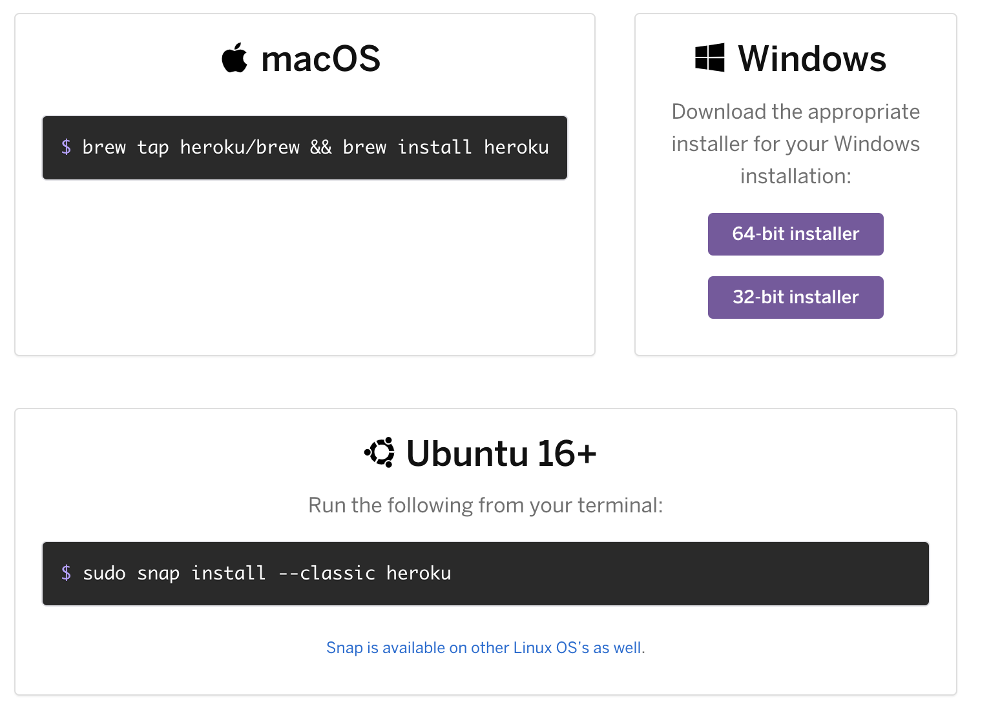 macOS
$ brew tap heroku/brew && brew install heroku
Windows
Download the appropriate
installer for your Windows
installation:
64-bit installer
32-bit installer
Ubuntu 16+
Run the following from your terminal:
$ sudo snap install --classic heroku
Snap is available on other Linux OS's as well.